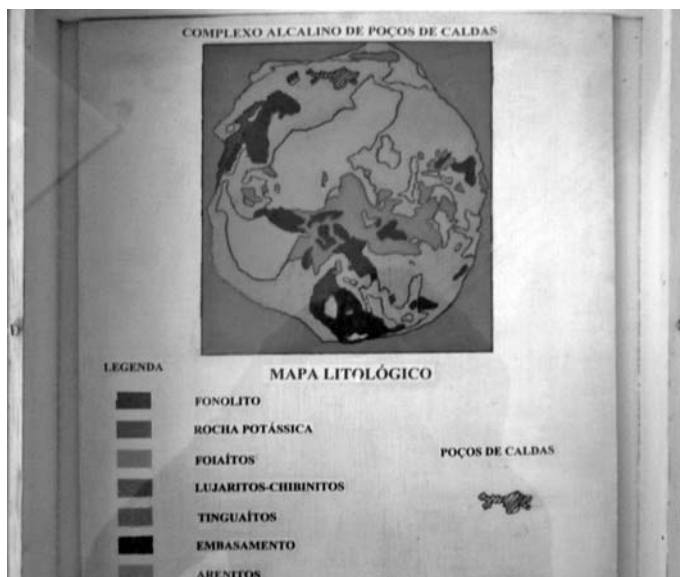 COMPLEXO ALCALINO DE POÇOS DE CALDAS
LEGENDA
MAPA LITOLÓGICO
FONOLITO
ROCHA POTÁSSICA
FOIAÍTOS
POÇOS DE CALDAS
LUJARITOS-CHIBINITOS
TINGUAÍTOS
EMBASAMENTO
ARENITOS